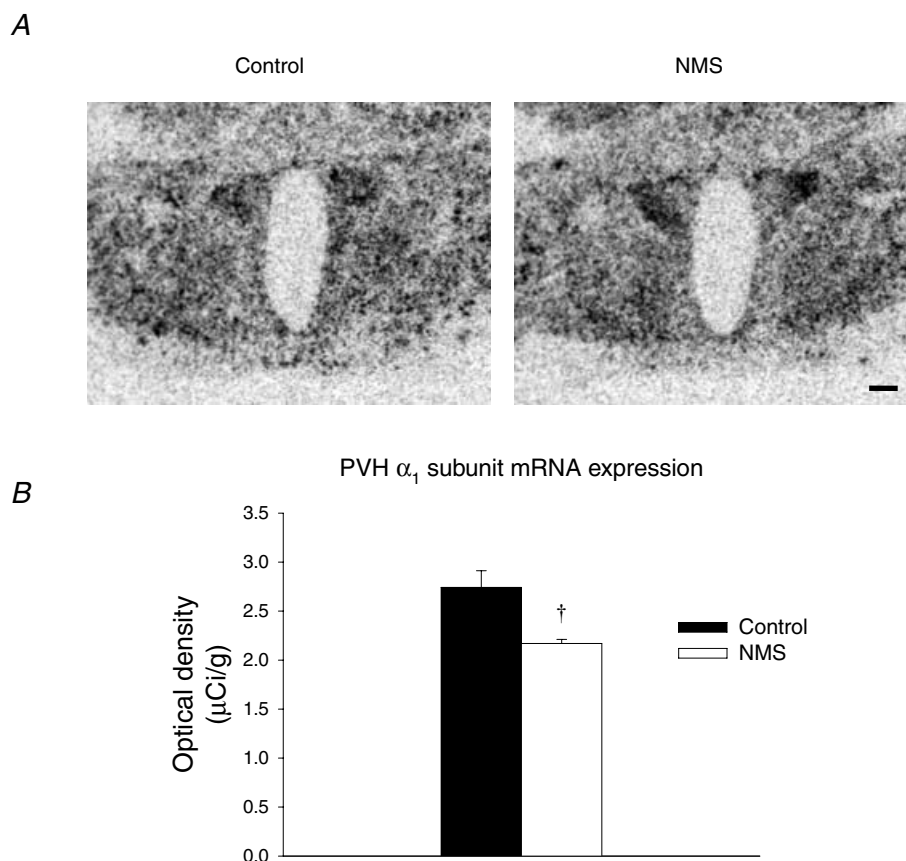 A
Control NMS
PVH α₁ subunit mRNA expression
B
3.5
3.0
2.5
2.0
1.5
1.0
0.5
0.0
Optical density
(μCi/g)
†
Control
NMS